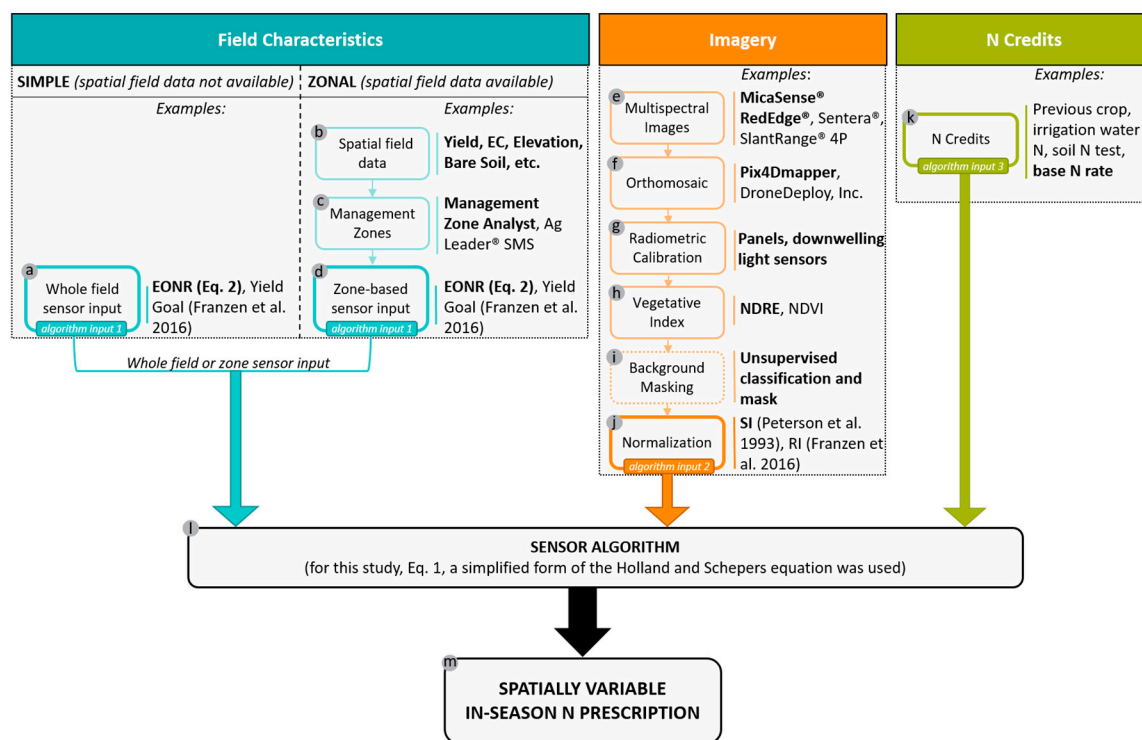 Field Characteristics
SIMPLE (spatial field data not available)
Examples:
a
Whole field
sensor input
algorithm input 1
EONR (Eq. 2), Yield
Goal (Franzen et al.
2016)
ZONAL (spatial field data available)
Examples:
b
Spatial field
data
Yield, EC, Elevation,
Bare Soil, etc.
c
Management
Zones
Management
Zone Analyst, Ag
Leader® SMS
d
Zone-based
sensor input
algorithm input 1
EONR (Eq. 2), Yield
Goal (Franzen et al.
2016)
Whole field or zone sensor input
Imagery
Examples:
e
Multispectral
Images
MicaSense®
RedEdge®, Sentera®,
SlantRange® 4P
f
Orthomosaic
Pix4Dmapper,
DroneDeploy, Inc.
g
Radiometric
Calibration
Panels, downwelling
light sensors
h
Vegetative
Index
NDRE, NDVI
i
Background
Masking
Unsupervised
classification and
mask
j
Normalization
algorithm input 2
SI (Peterson et al.
1993), RI (Franzen et
al. 2016)
N Credits
Examples:
k
N Credits
algorithm input 3
Previous crop,
irrigation water
N, soil N test,
base N rate
l
SENSOR ALGORITHM
(for this study, Eq. 1, a simplified form of the Holland and Schepers equation was used)
m
SPATIALLY VARIABLE
IN-SEASON N PRESCRIPTION